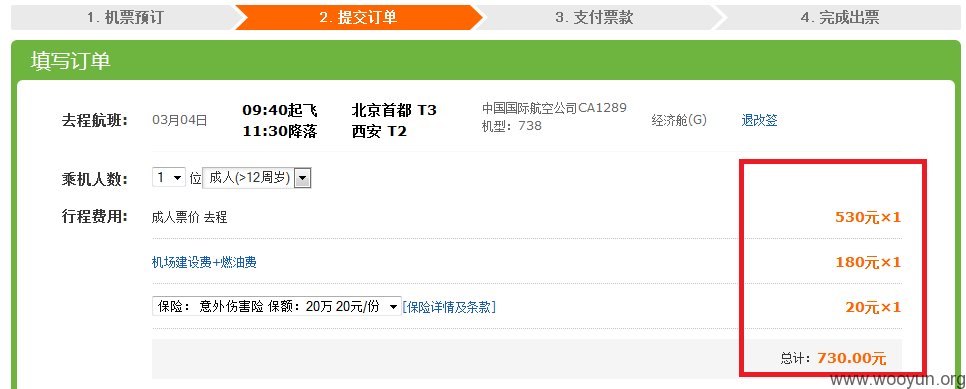 1. 机票预订 2. 提交订单 3. 支付票款 4. 完成出票
填写订单
去程航班: 03月04日 09:40起飞 北京首都 T3 中国国际航空公司CA1289 经济舱(G) 退改签
11:30降落 西安 T2 机型：738
乘机人数: 1 位 成人(>12周岁)
行程费用: 成人票价 去程 530元×1
机场建设费+燃油费 180元×1
保险： 意外伤害险 保额：20万 20元/份 [保险详情及条款] 20元×1
总计：730.00元
www.wooyun.org